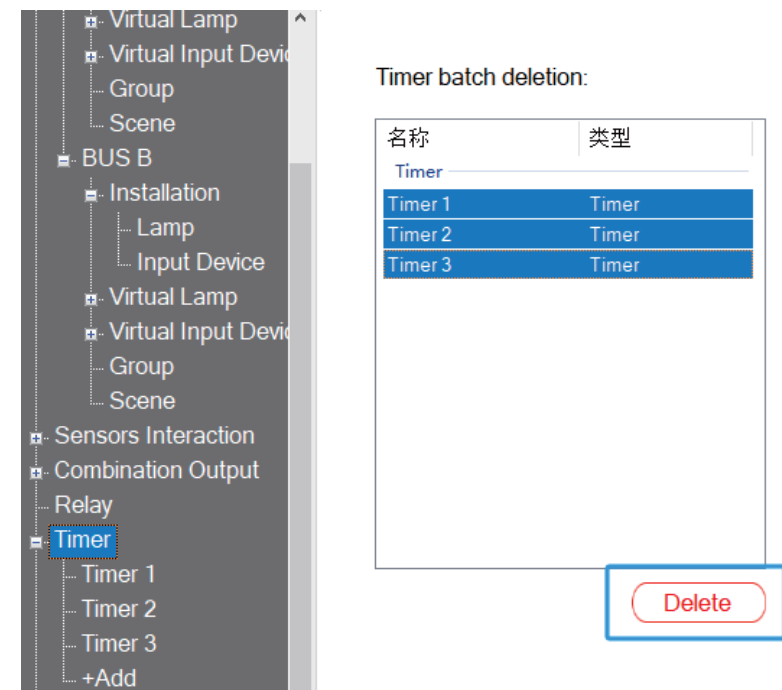 Virtual Lamp
Virtual Input Devic
Group
Scene
BUS B
Installation
Lamp
Input Device
Virtual Lamp
Virtual Input Devic
Group
Scene
Sensors Interaction
Combination Output
Relay
Timer
Timer 1
Timer 2
Timer 3
+Add
Timer batch deletion:
名称 类型
Timer
Timer 1 Timer
Timer 2 Timer
Timer 3 Timer
Delete